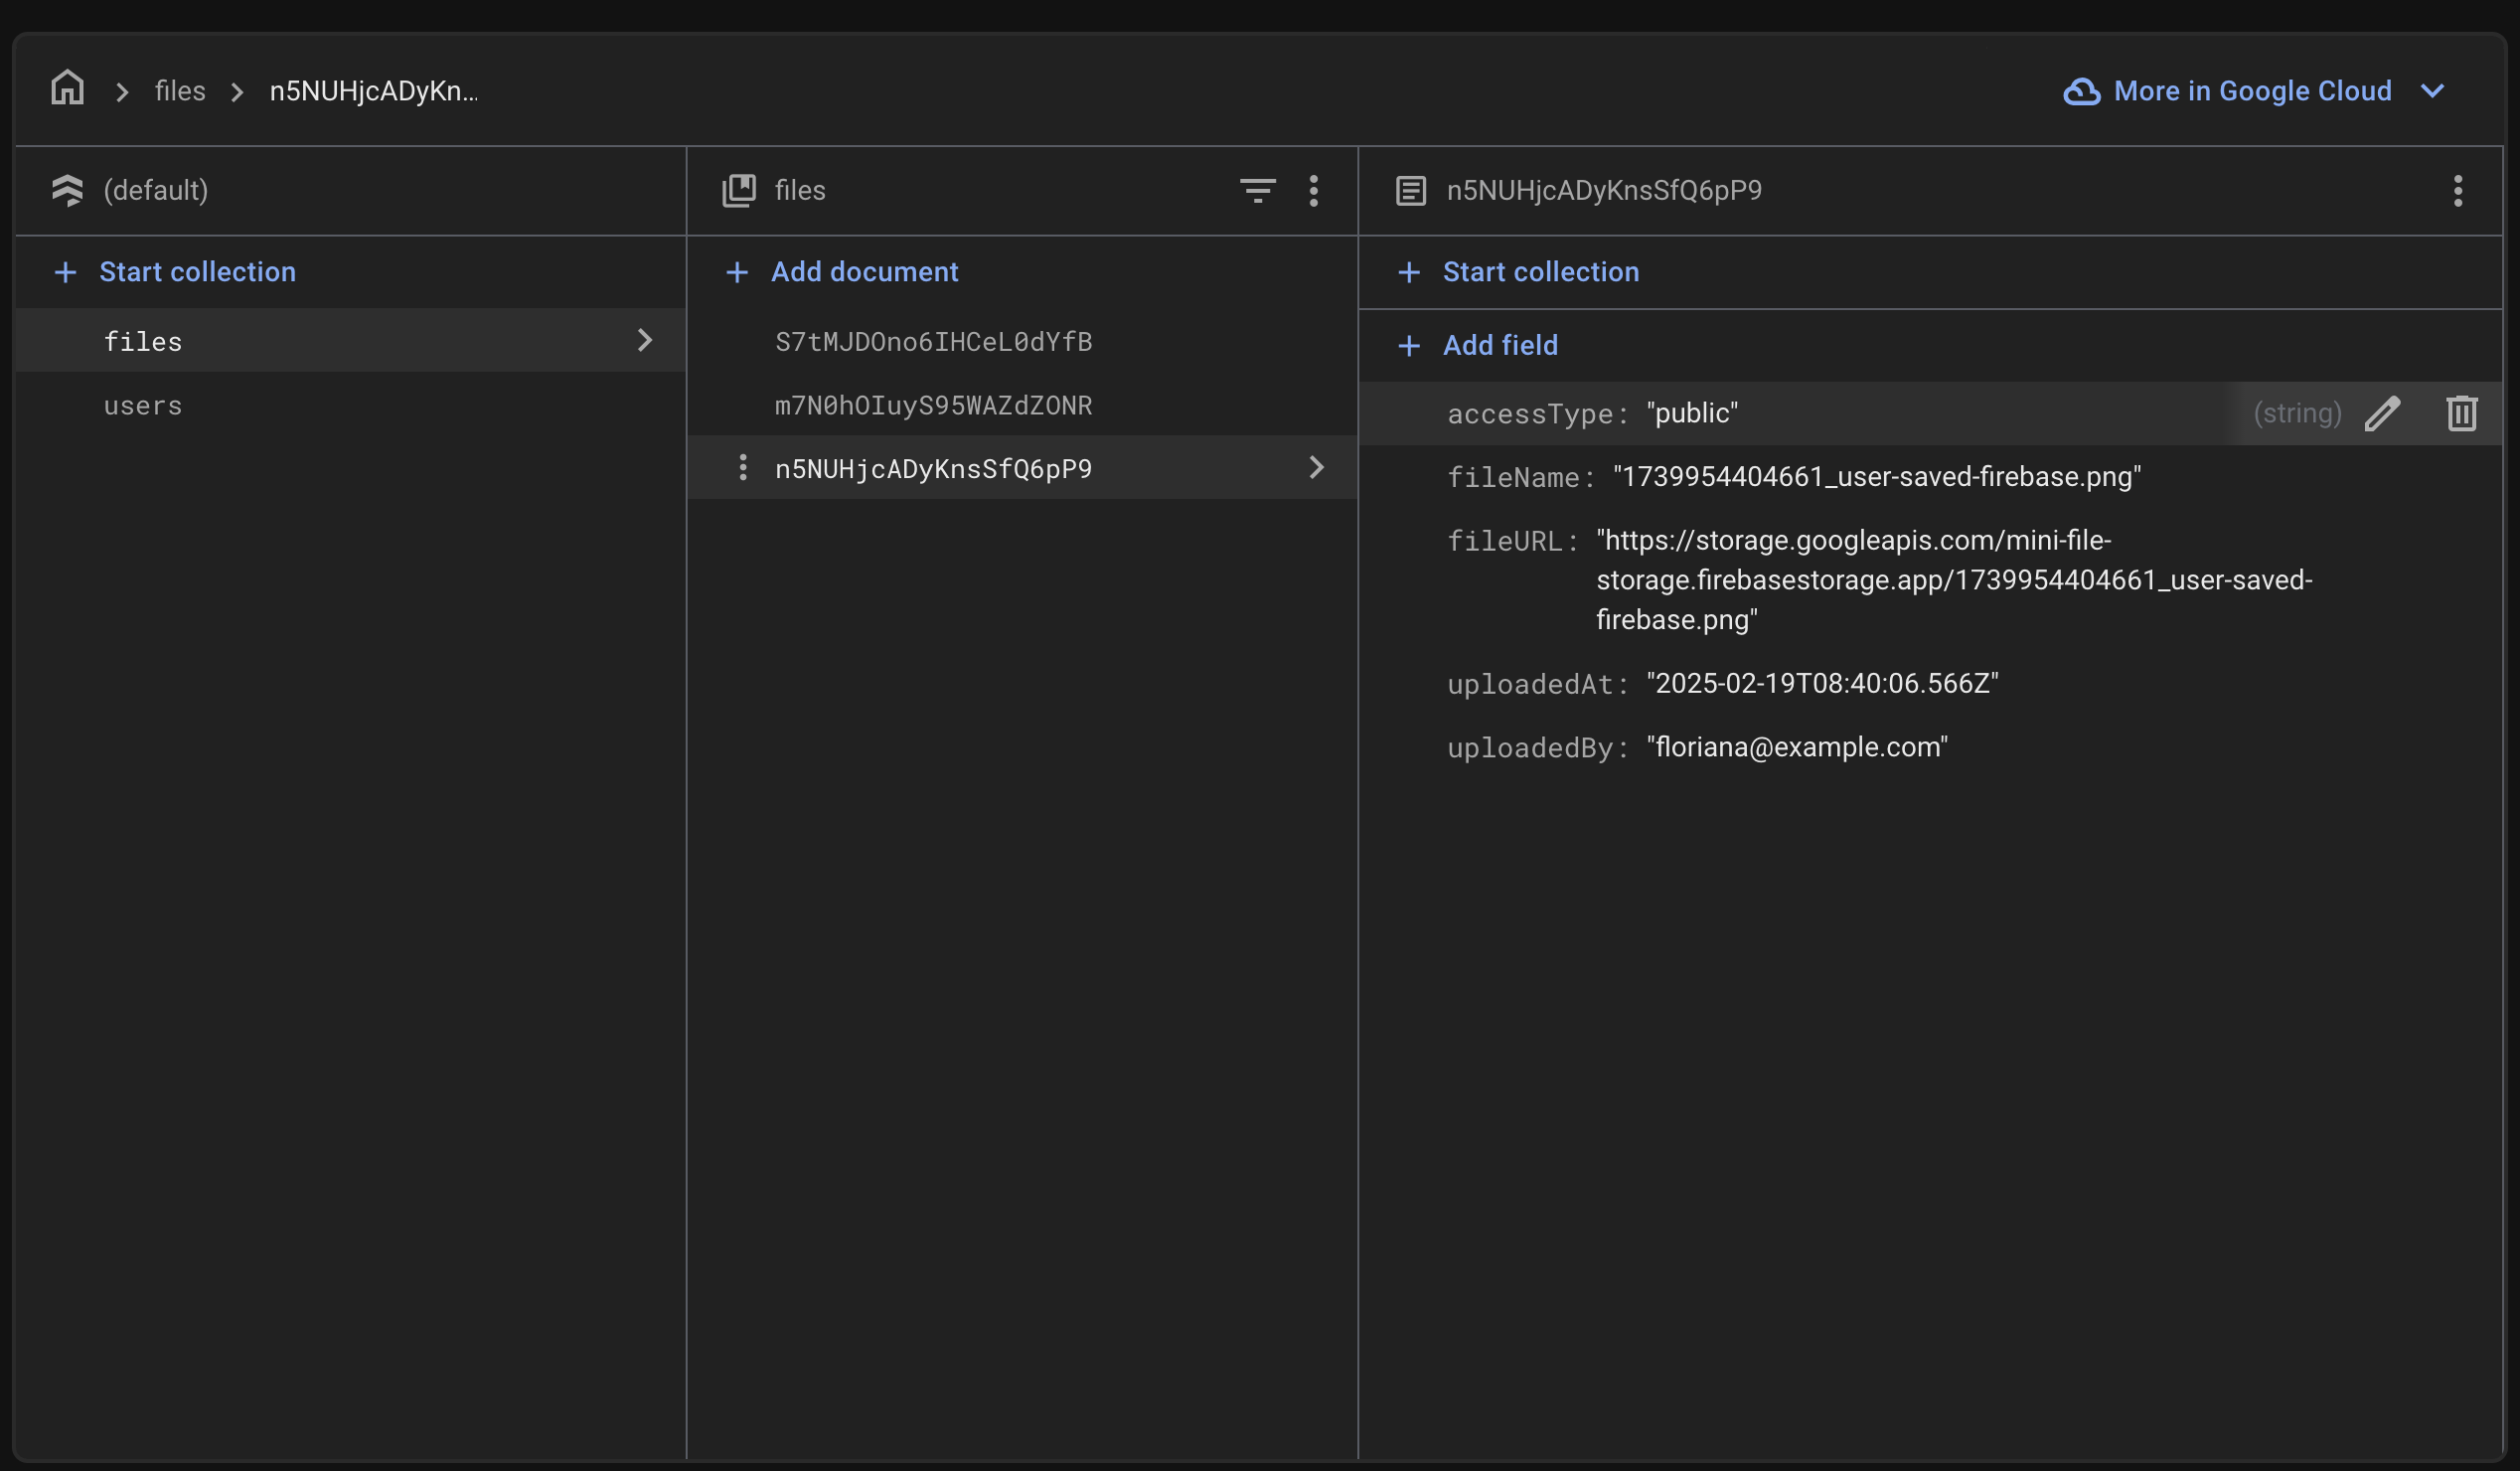 files
n5NUHjcADyKn...
More in Google Cloud
(default)
files
n5NUHjcADyKnsSfQ6pP9
Start collection
Add document
Start collection
files
users
S7tMJDOno6IHCeL0dYfB
m7N0hOIuyS95WAZdZONR
n5NUHjcADyKnsSfQ6pP9
Add field
accessType: "public"
(string)
fileName: "1739954404661_user-saved-firebase.png"
fileURL: "https://storage.googleapis.com/mini-file-
storage.firebasestorage.app/1739954404661_user-saved-
firebase.png"
uploadedAt: "2025-02-19T08:40:06.566Z"
uploadedBy: "floriana@example.com"